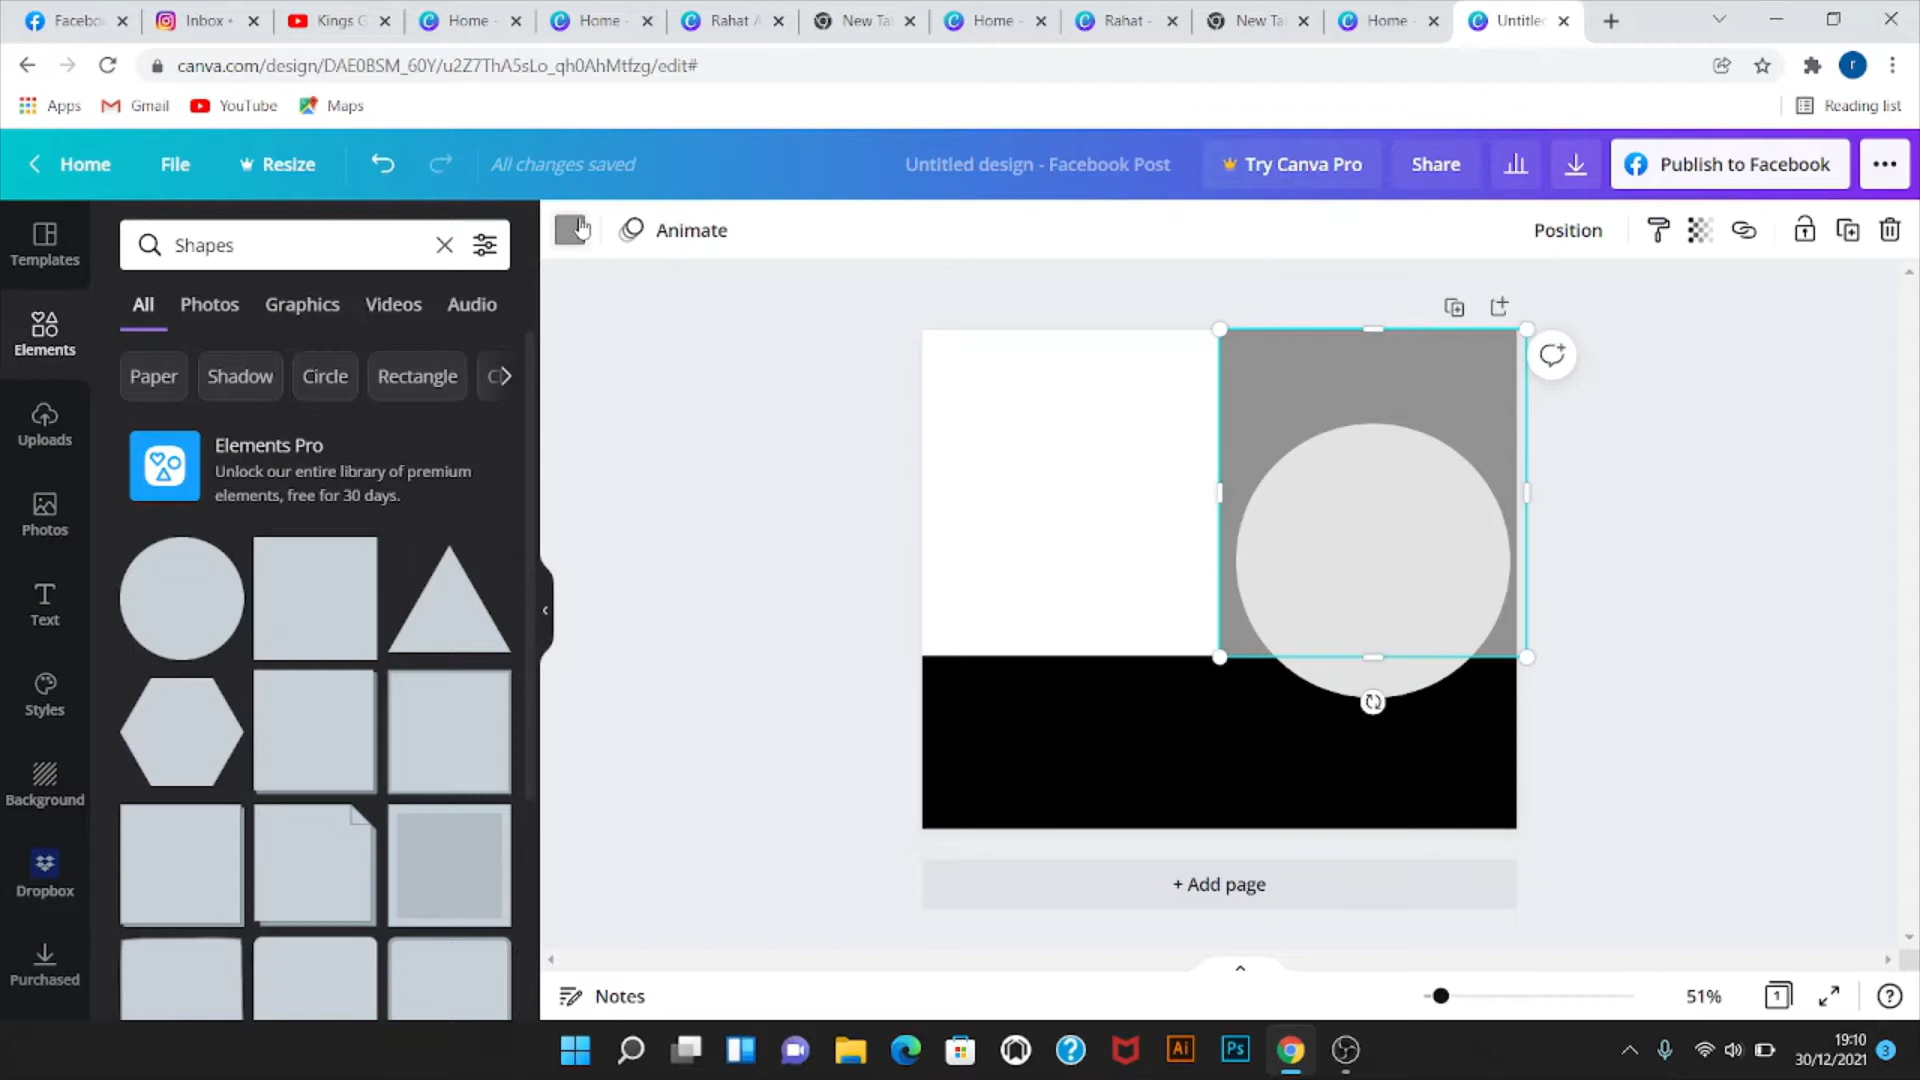 Facebo
Inbox •
Kings G
Home -
Home -
Rahat A
New Ta
Home -
Rahat -
New Ta
Home -
Untitle
canva.com/design/DAE0BSM_60Y/u2Z7ThA5sLo_qh0AhMtfzg/edit#
Apps
Gmail
YouTube
Maps
Reading list
Home
File
Resize
All changes saved
Untitled design - Facebook Post
Try Canva Pro
Share
Publish to Facebook
Templates
Shapes
Animate
Position
All
Photos
Graphics
Videos
Audio
Elements
Paper
Shadow
Circle
Rectangle
Uploads
Elements Pro
Unlock our entire library of premium
elements, free for 30 days.
Photos
Text
Styles
Background
Dropbox
Purchased
+ Add page
Notes
51%
1
Ai
Ps
19:10
30/12/2021
3